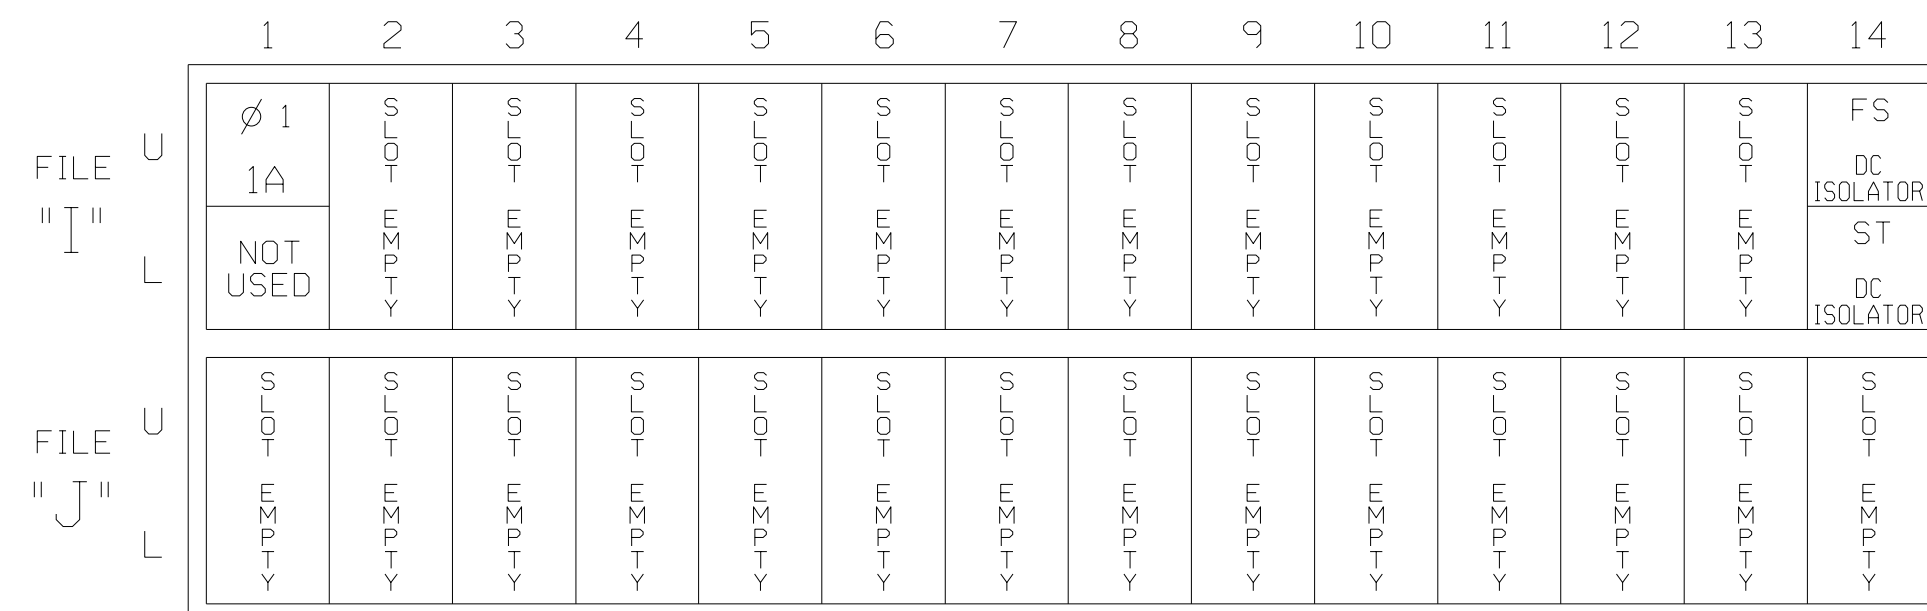 1 2 3 4 5 6 7 8 9 10 11 12 13 14
FILE "I"
U
L
Ø 1
1A
NOT
USED
SLOT EMPTY
SLOT EMPTY
SLOT EMPTY
SLOT EMPTY
SLOT EMPTY
SLOT EMPTY
SLOT EMPTY
SLOT EMPTY
SLOT EMPTY
SLOT EMPTY
SLOT EMPTY
SLOT EMPTY
FS
DC
ISOLATOR
ST
DC
ISOLATOR
FILE "J"
U
L
SLOT EMPTY
SLOT EMPTY
SLOT EMPTY
SLOT EMPTY
SLOT EMPTY
SLOT EMPTY
SLOT EMPTY
SLOT EMPTY
SLOT EMPTY
SLOT EMPTY
SLOT EMPTY
SLOT EMPTY
SLOT EMPTY
SLOT EMPTY